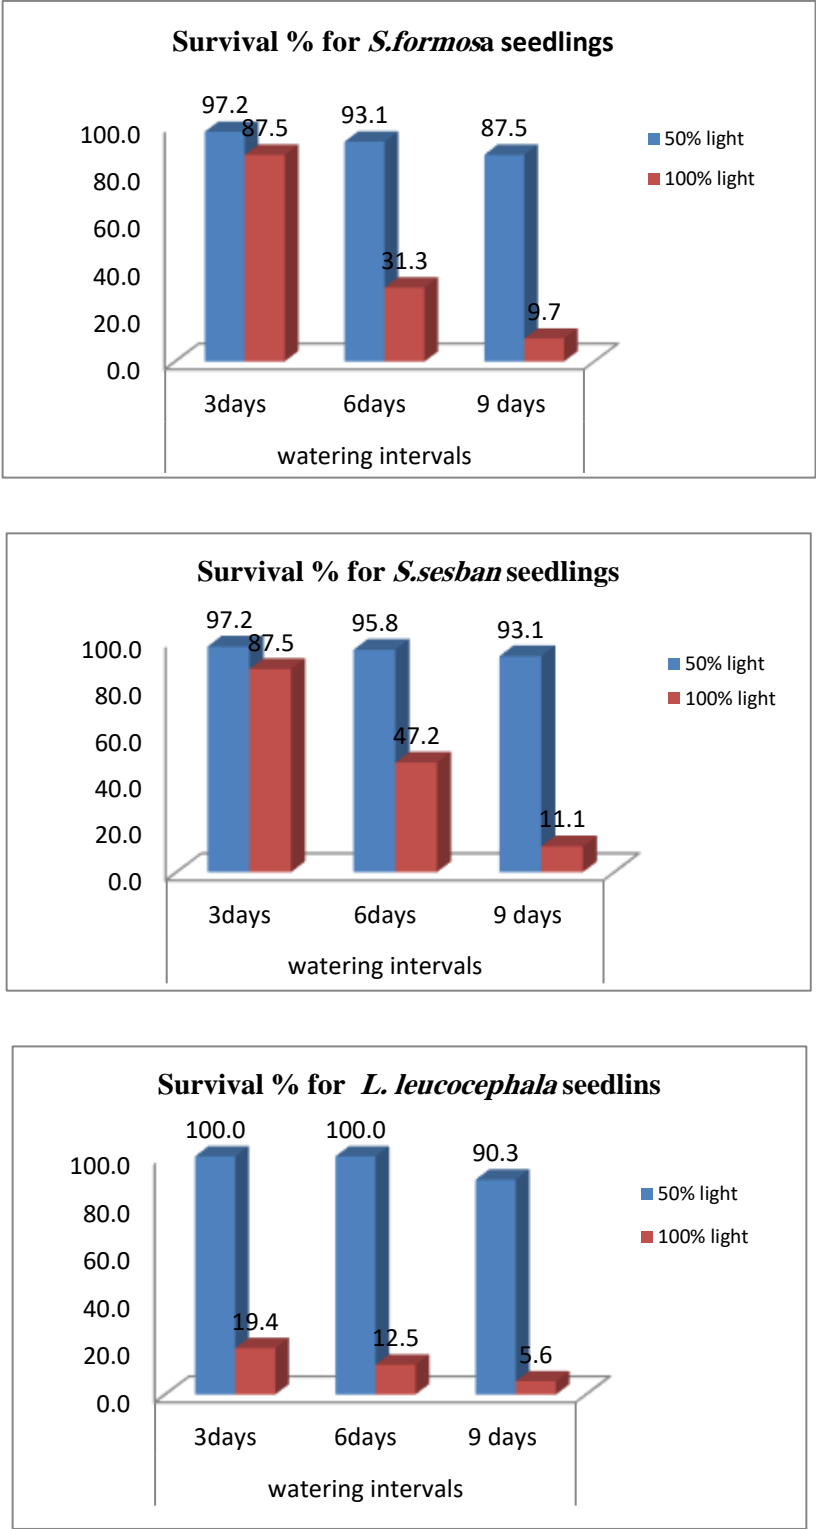 Survival % for S.formosa seedlings
97.2
87.5
93.1
31.3
87.5
9.7
100.0
80.0
60.0
40.0
20.0
0.0
50% light
100% light
3days 6days 9 days
watering intervals
Survival % for S.sesban seedlings
97.2
87.5
95.8
47.2
93.1
11.1
100.0
80.0
60.0
40.0
20.0
0.0
50% light
100% light
3days 6days 9 days
watering intervals
Survival % for L. leucocephala seedlins
100.0
19.4
100.0
12.5
90.3
5.6
100.0
80.0
60.0
40.0
20.0
0.0
50% light
100% light
3days 6days 9 days
watering intervals